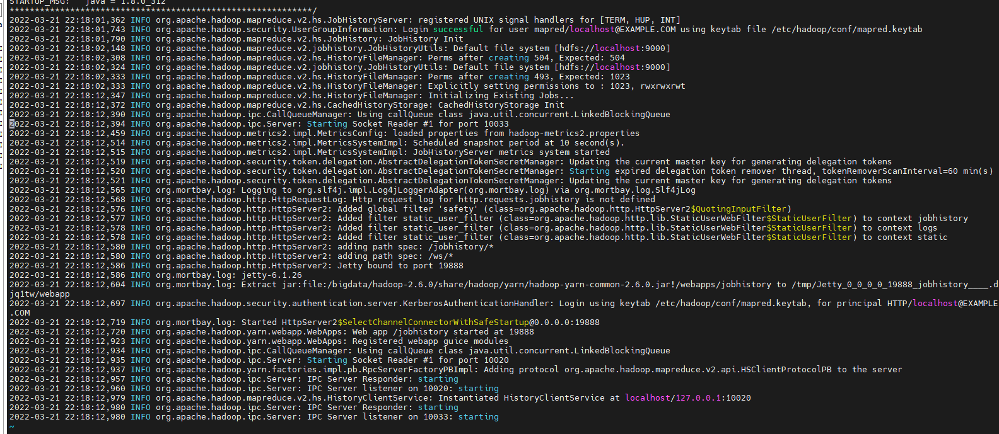 STARTUP_MSG:   java = 1.8.0_312
************************************************************/
2022-03-21 22:18:01,362 INFO org.apache.hadoop.mapreduce.v2.hs.JobHistoryServer: registered UNIX signal handlers for [TERM, HUP, INT]
2022-03-21 22:18:01,743 INFO org.apache.hadoop.security.UserGroupInformation: Login successful for user mapred/localhost@EXAMPLE.COM using keytab file /etc/hadoop/conf/mapred.keytab
2022-03-21 22:18:01,790 INFO org.apache.hadoop.mapreduce.v2.hs.JobHistory: JobHistory Init
2022-03-21 22:18:02,148 INFO org.apache.hadoop.mapreduce.v2.jobhistory.JobHistoryUtils: Default file system [hdfs://localhost:9000]
2022-03-21 22:18:02,308 INFO org.apache.hadoop.mapreduce.v2.hs.HistoryFileManager: Perms after creating 504, Expected: 504
2022-03-21 22:18:02,324 INFO org.apache.hadoop.mapreduce.v2.jobhistory.JobHistoryUtils: Default file system [hdfs://localhost:9000]
2022-03-21 22:18:02,333 INFO org.apache.hadoop.mapreduce.v2.hs.HistoryFileManager: Perms after creating 493, Expected: 1023
2022-03-21 22:18:02,333 INFO org.apache.hadoop.mapreduce.v2.hs.HistoryFileManager: Explicitly setting permissions to : 1023, rwxrwxrwt
2022-03-21 22:18:12,347 INFO org.apache.hadoop.mapreduce.v2.hs.HistoryFileManager: Initializing Existing Jobs...
2022-03-21 22:18:12,372 INFO org.apache.hadoop.mapreduce.v2.hs.CachedHistoryStorage: CachedHistoryStorage Init
2022-03-21 22:18:12,390 INFO org.apache.hadoop.ipc.CallQueueManager: Using callQueue class java.util.concurrent.LinkedBlockingQueue
2022-03-21 22:18:12,394 INFO org.apache.hadoop.ipc.Server: Starting Socket Reader #1 for port 10033
2022-03-21 22:18:12,459 INFO org.apache.hadoop.metrics2.impl.MetricsConfig: loaded properties from hadoop-metrics2.properties
2022-03-21 22:18:12,514 INFO org.apache.hadoop.metrics2.impl.MetricsSystemImpl: Scheduled snapshot period at 10 second(s).
2022-03-21 22:18:12,515 INFO org.apache.hadoop.metrics2.impl.MetricsSystemImpl: JobHistoryServer metrics system started
2022-03-21 22:18:12,519 INFO org.apache.hadoop.security.token.delegation.AbstractDelegationTokenSecretManager: Updating the current master key for generating delegation tokens
2022-03-21 22:18:12,520 INFO org.apache.hadoop.security.token.delegation.AbstractDelegationTokenSecretManager: Starting expired delegation token remover thread, tokenRemoverScanInterval=60 min(s)
2022-03-21 22:18:12,521 INFO org.apache.hadoop.security.token.delegation.AbstractDelegationTokenSecretManager: Updating the current master key for generating delegation tokens
2022-03-21 22:18:12,565 INFO org.mortbay.log: Logging to org.slf4j.impl.Log4jLoggerAdapter(org.mortbay.log) via org.mortbay.log.Slf4jLog
2022-03-21 22:18:12,568 INFO org.apache.hadoop.http.HttpRequestLog: Http request log for http.requests.jobhistory is not defined
2022-03-21 22:18:12,576 INFO org.apache.hadoop.http.HttpServer2: Added global filter 'safety' (class=org.apache.hadoop.http.HttpServer2$QuotingInputFilter)
2022-03-21 22:18:12,577 INFO org.apache.hadoop.http.HttpServer2: Added filter static_user_filter (class=org.apache.hadoop.http.lib.StaticUserWebFilter$StaticUserFilter) to context jobhistory
2022-03-21 22:18:12,578 INFO org.apache.hadoop.http.HttpServer2: Added filter static_user_filter (class=org.apache.hadoop.http.lib.StaticUserWebFilter$StaticUserFilter) to context logs
2022-03-21 22:18:12,578 INFO org.apache.hadoop.http.HttpServer2: Added filter static_user_filter (class=org.apache.hadoop.http.lib.StaticUserWebFilter$StaticUserFilter) to context static
2022-03-21 22:18:12,580 INFO org.apache.hadoop.http.HttpServer2: adding path spec: /jobhistory/*
2022-03-21 22:18:12,580 INFO org.apache.hadoop.http.HttpServer2: adding path spec: /ws/*
2022-03-21 22:18:12,586 INFO org.apache.hadoop.http.HttpServer2: Jetty bound to port 19888
2022-03-21 22:18:12,586 INFO org.mortbay.log: jetty-6.1.26
2022-03-21 22:18:12,604 INFO org.mortbay.log: Extract jar:file:/bigdata/hadoop-2.6.0/share/hadoop/yarn/hadoop-yarn-common-2.6.0.jar!/webapps/jobhistory to /tmp/Jetty_0_0_0_0_19888_jobhistory____.d
jq1tw/webapp
2022-03-21 22:18:12,697 INFO org.apache.hadoop.security.authentication.server.KerberosAuthenticationHandler: Login using keytab /etc/hadoop/conf/mapred.keytab, for principal HTTP/localhost@EXAMPLE
.COM
2022-03-21 22:18:12,719 INFO org.mortbay.log: Started HttpServer2$SelectChannelConnectorWithSafeStartup@0.0.0.0:19888
2022-03-21 22:18:12,720 INFO org.apache.hadoop.yarn.webapp.WebApps: Web app /jobhistory started at 19888
2022-03-21 22:18:12,923 INFO org.apache.hadoop.yarn.webapp.WebApps: Registered webapp guice modules
2022-03-21 22:18:12,934 INFO org.apache.hadoop.ipc.CallQueueManager: Using callQueue class java.util.concurrent.LinkedBlockingQueue
2022-03-21 22:18:12,935 INFO org.apache.hadoop.ipc.Server: Starting Socket Reader #1 for port 10020
2022-03-21 22:18:12,937 INFO org.apache.hadoop.yarn.factories.impl.pb.RpcServerFactoryPBImpl: Adding protocol org.apache.hadoop.mapreduce.v2.api.HSClientProtocolPB to the server
2022-03-21 22:18:12,957 INFO org.apache.hadoop.ipc.Server: IPC Server Responder: starting
2022-03-21 22:18:12,960 INFO org.apache.hadoop.ipc.Server: IPC Server listener on 10020: starting
2022-03-21 22:18:12,979 INFO org.apache.hadoop.mapreduce.v2.hs.HistoryClientService: Instantiated HistoryClientService at localhost/127.0.0.1:10020
2022-03-21 22:18:12,980 INFO org.apache.hadoop.ipc.Server: IPC Server Responder: starting
2022-03-21 22:18:12,980 INFO org.apache.hadoop.ipc.Server: IPC Server listener on 10033: starting
~